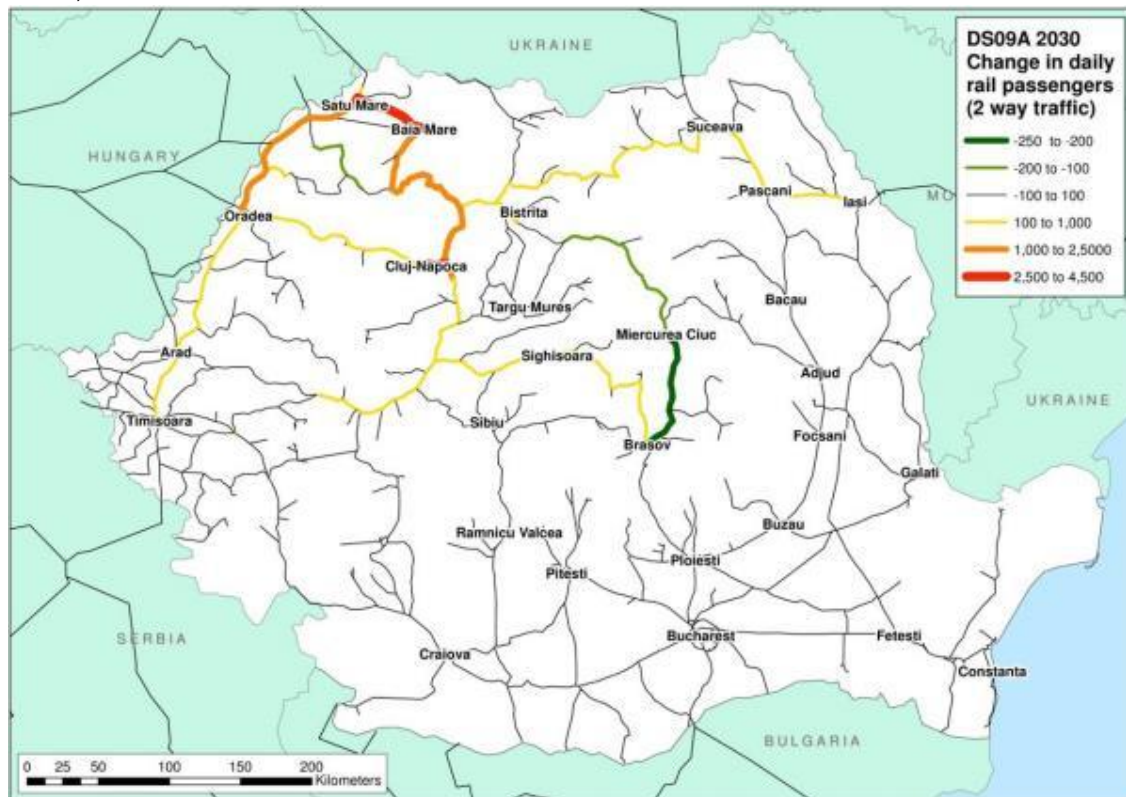 UKRAINE
DS09A 2030
Change in daily
rail passengers
(2 way traffic)
-250 to -200
-200 to -100
-100 to 100
100 to 1,000
1,000 to 2,5000
2,500 to 4,500
Satu Mare
Baia Mare
Suceava
HUNGARY
Pascani
Iasi
MO
Oradea
Bistrita
Cluj-Napoca
Targu-Mures
Bacau
Miercurea Ciuc
Arad
Sighisoara
Adjud
UKRAINE
Timisoara
Sibiu
Brasov
Focsani
Galati
Buzau
Ramnicu Valcea
Ploiesti
Pitesti
SERBIA
Bucharest
Fetesti
Craiova
Constanta
BULGARIA
0 25 50 100 150 200
Kilometers